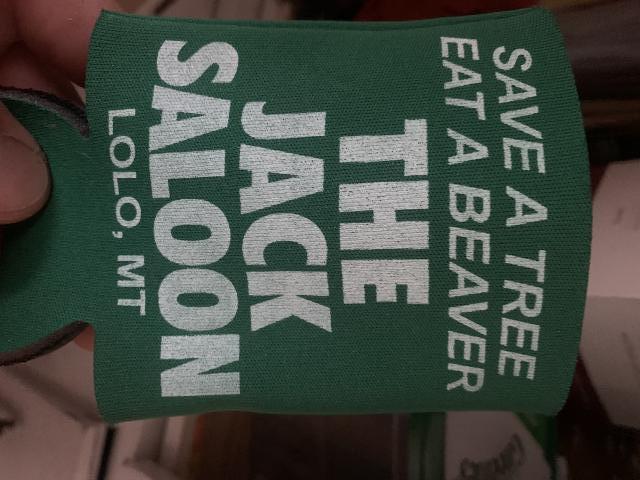 SAVE A TREE
EAT A BEAVER
THE
JACK
SALOON
LOLO, MT